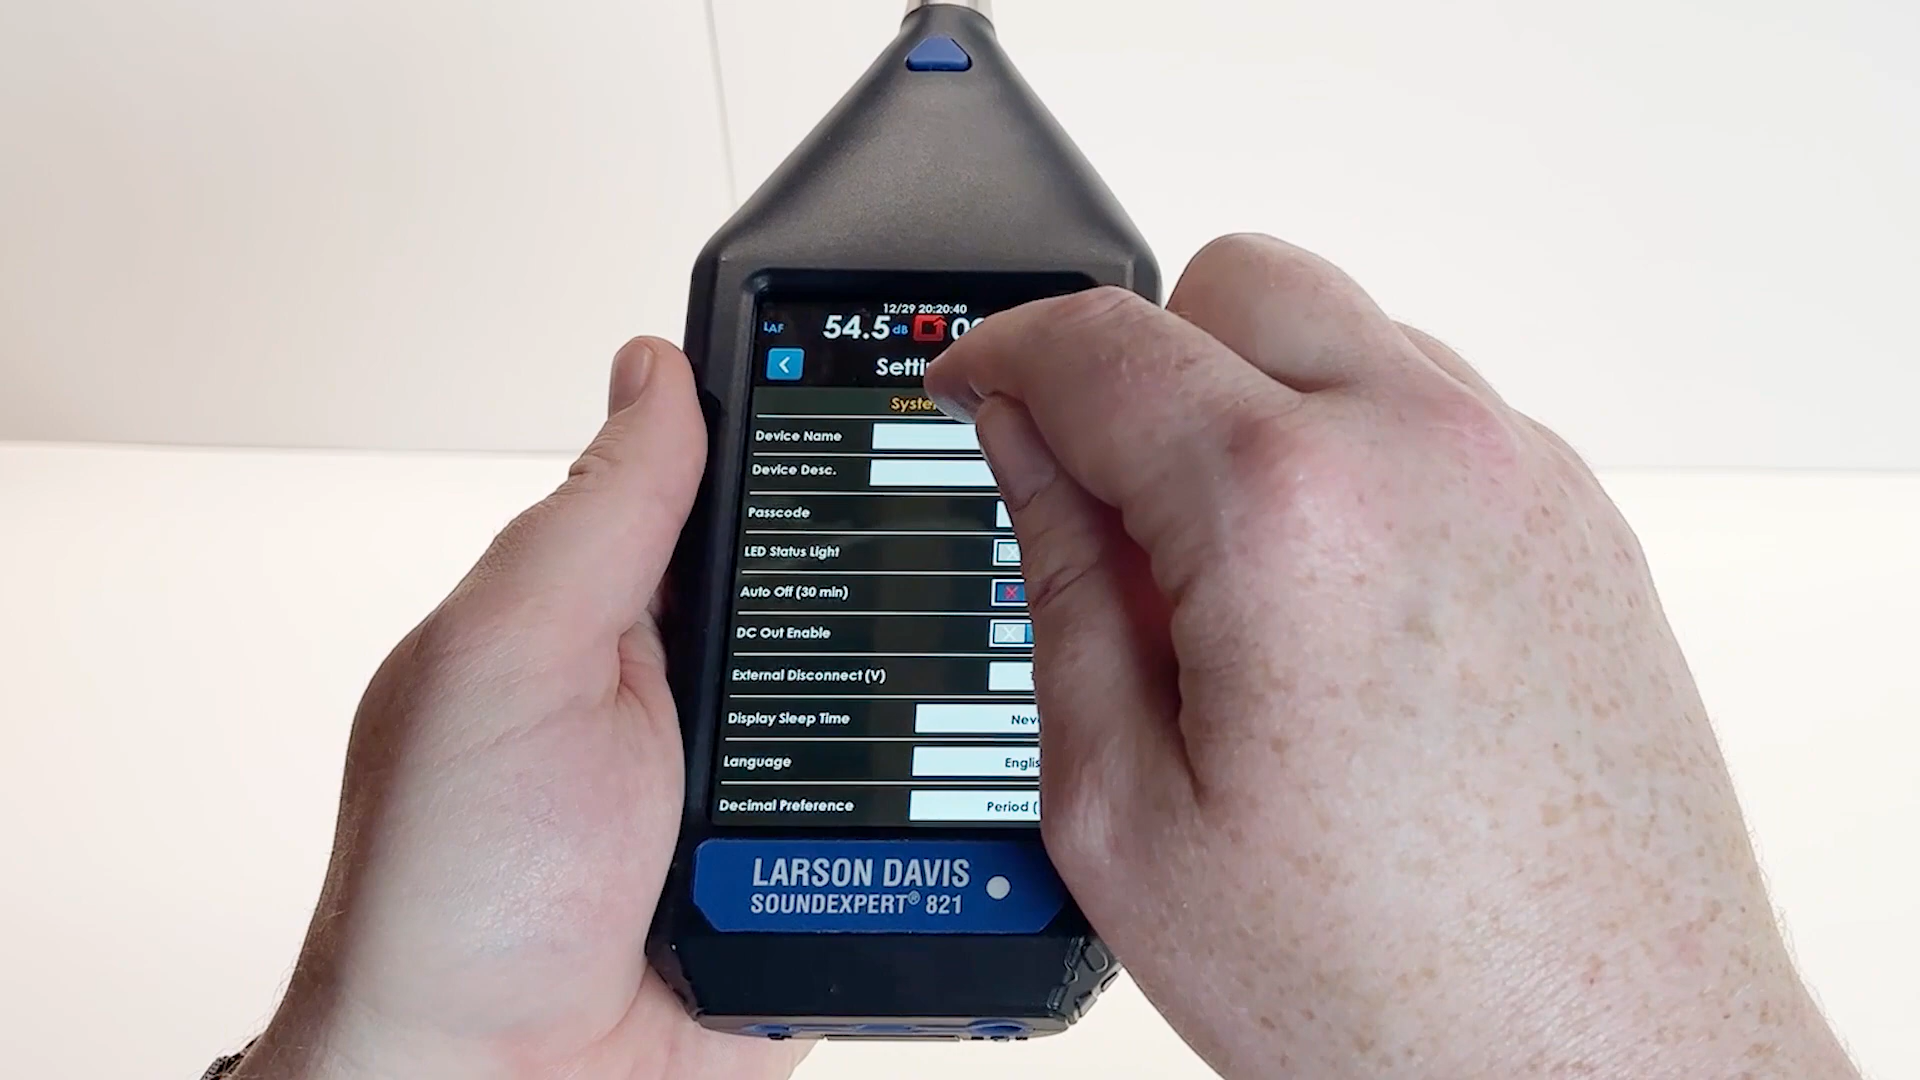 12/29 20:20:40
LAF 54.5 dB
Device Name
Device Desc.
Passcode
LED Status Light
Auto Off (30 min)
DC Out Enable
External Disconnect (V)
Display Sleep Time
Language
Decimal Preference Period (
LARSON DAVIS
SOUNDEXPERT® 821